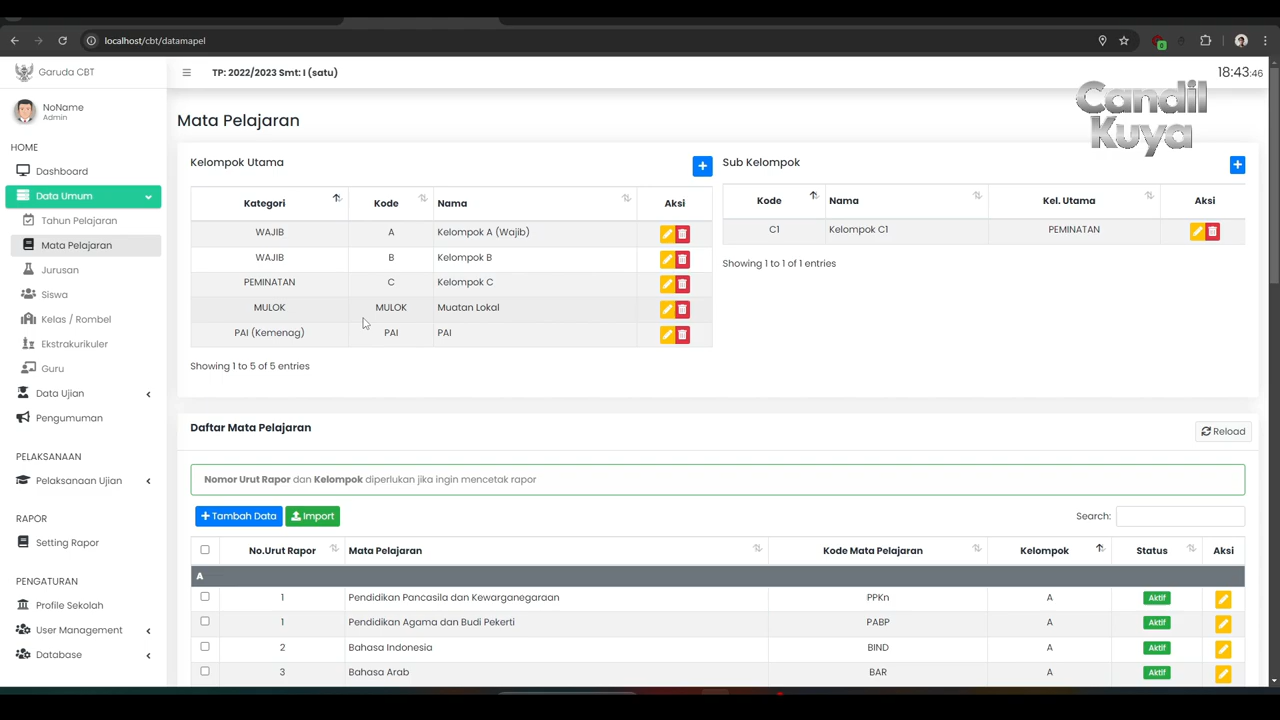 localhost/cbt/datamapel
0
Garuda CBT
TP: 2022/2023 Smt: I (satu)
18:43:46
Candil
Kuya
NoName
Admin
HOME
Dashboard
Data Umum
Tahun Pelajaran
Mata Pelajaran
Jurusan
Siswa
Kelas / Rombel
Ekstrakurikuler
Guru
Data Ujian
Pengumuman
PELAKSANAAN
Pelaksanaan Ujian
RAPOR
Setting Rapor
PENGATURAN
Profile Sekolah
User Management
Database
Mata Pelajaran
Kelompok Utama
Kategori Kode Nama Aksi
WAJIB A Kelompok A (Wajib)
WAJIB B Kelompok B
PEMINATAN C Kelompok C
MULOK MULOK Muatan Lokal
PAI (Kemenag) PAI PAI
Showing 1 to 5 of 5 entries
Sub Kelompok
Kode Nama Kel. Utama Aksi
C1 Kelompok C1 PEMINATAN
Showing 1 to 1 of 1 entries
Daftar Mata Pelajaran
Reload
Nomor Urut Rapor dan Kelompok diperlukan jika ingin mencetak rapor
+ Tambah Data Import
Search:
No.Urut Rapor Mata Pelajaran Kode Mata Pelajaran Kelompok Status Aksi
A
1 Pendidikan Pancasila dan Kewarganegaraan PPKn A Aktif
1 Pendidikan Agama dan Budi Pekerti PABP A Aktif
2 Bahasa Indonesia BIND A Aktif
3 Bahasa Arab BAR A Aktif